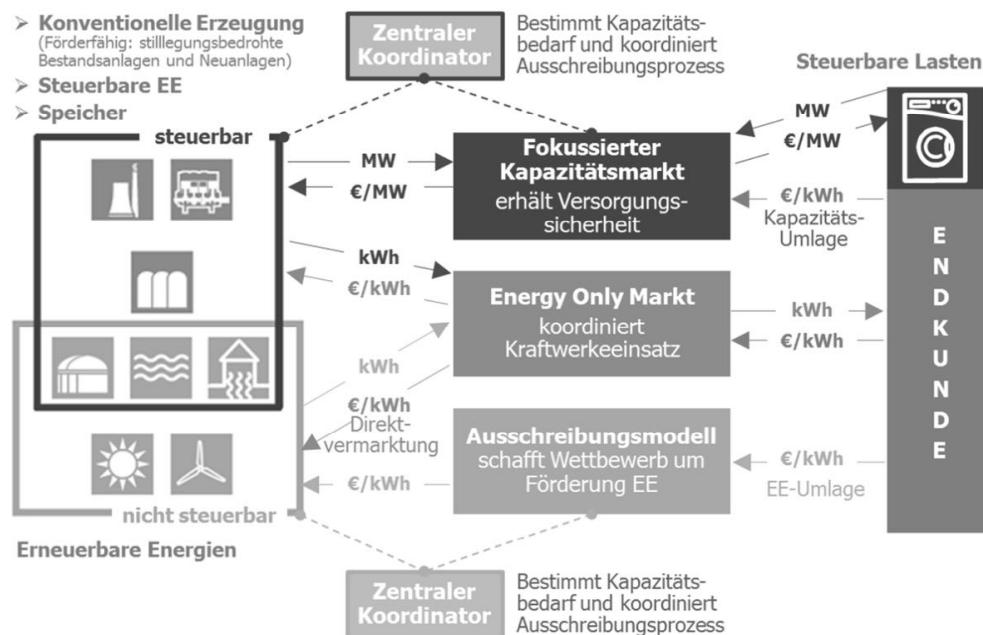 ➢ Konventionelle Erzeugung
(Förderfähig: stilllegungsbedrohte
Bestandsanlagen und Neuanlagen)
➢ Steuerbare EE
➢ Speicher
Zentraler
Koordinator
Bestimmt Kapazitäts-
bedarf und koordiniert
Ausschreibungsprozess
Steuerbare Lasten
steuerbar
MW
€/MW
Fokussierter
Kapazitätsmarkt
erhält Versorgungs-
sicherheit
MW
€/MW
€/kWh
Kapazitäts-
Umlage
kWh
€/kWh
Energy Only Markt
koordiniert
Kraftwerkeeinsatz
kWh
€/kWh
kWh
€/kWh
Direkt-
vermarktung
€/kWh
Ausschreibungsmodell
schafft Wettbewerb um
Förderung EE
€/kWh
EE-Umlage
ENDKUNDE
nicht steuerbar
Erneuerbare Energien
Zentraler
Koordinator
Bestimmt Kapazitäts-
bedarf und koordiniert
Ausschreibungsprozess